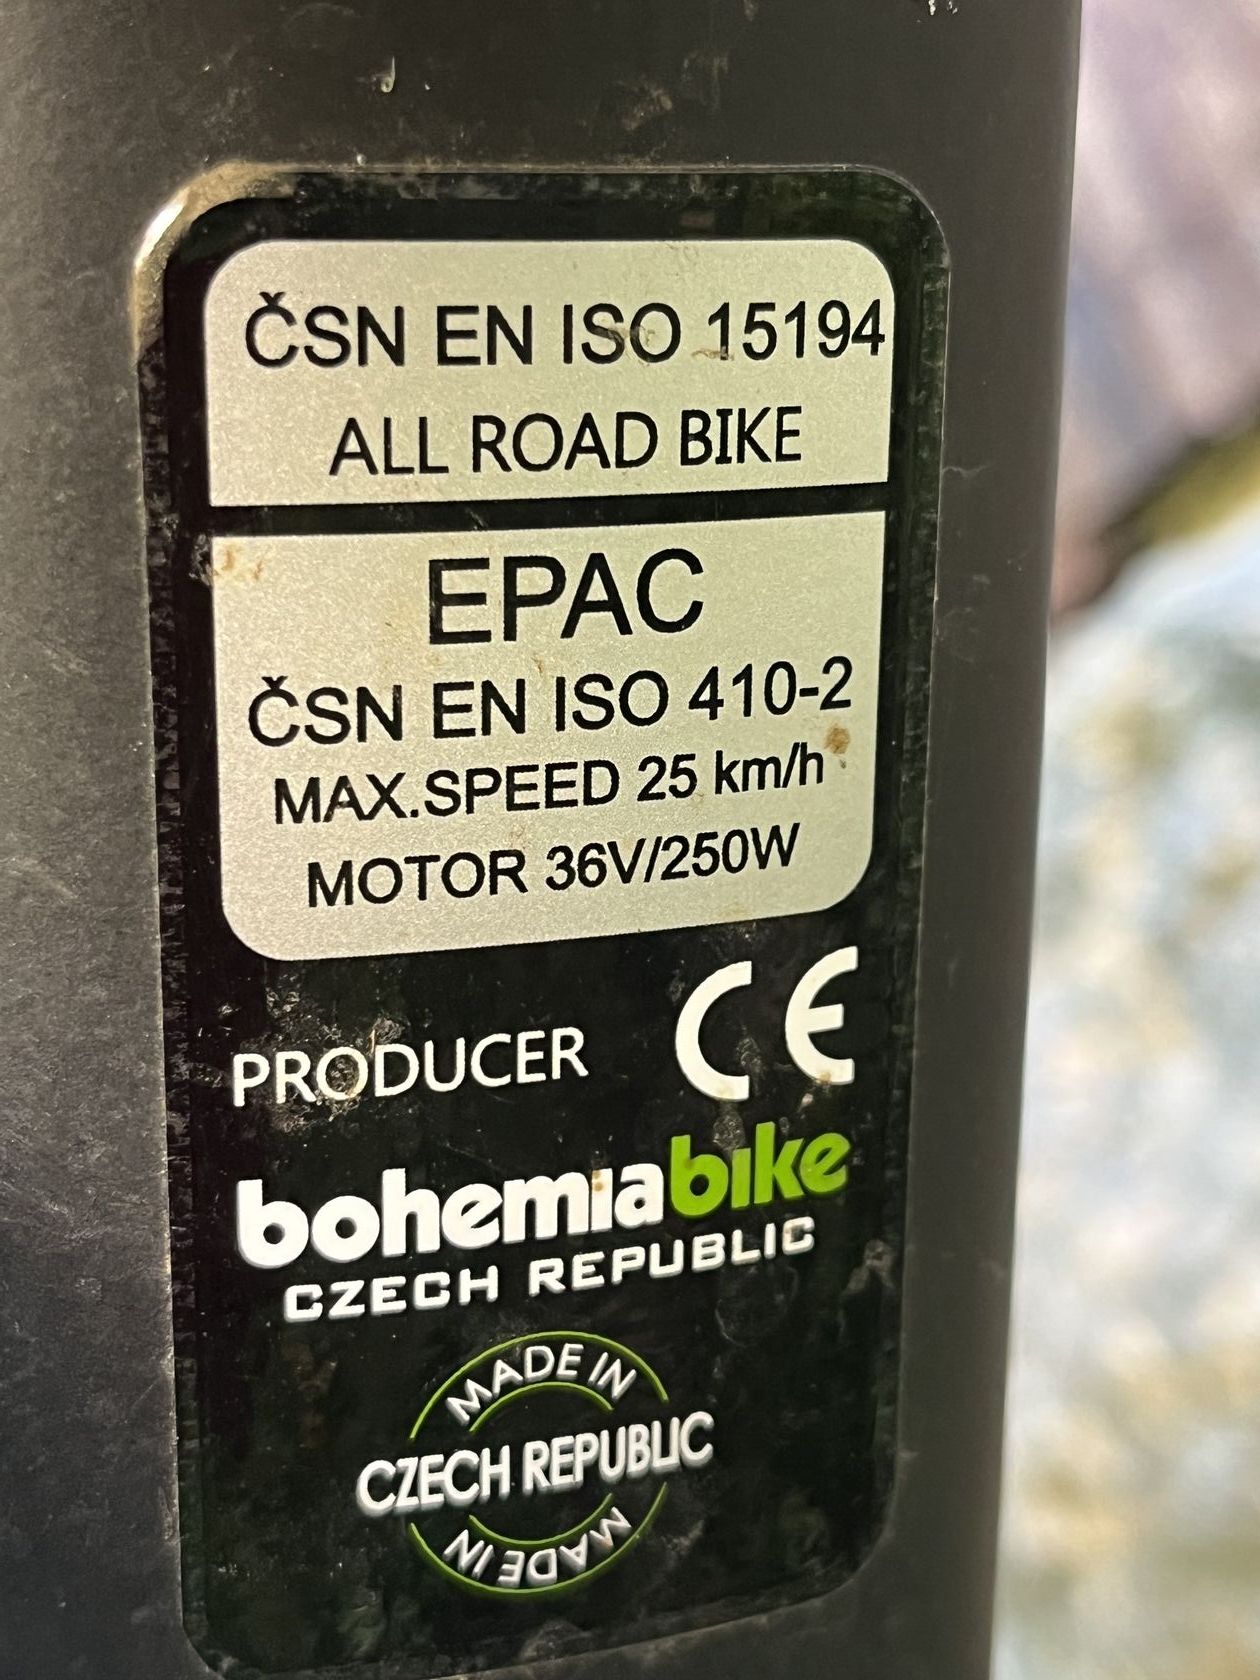 ČSN EN ISO 15194
ALL ROAD BIKE
EPAC
ČSN EN ISO 410-2
MAX.SPEED 25 km/h
MOTOR 36V/250W
PRODUCER CE
bohemiabike
CZECH REPUBLIC
MADE IN
CZECH REPUBLIC
MADE IN